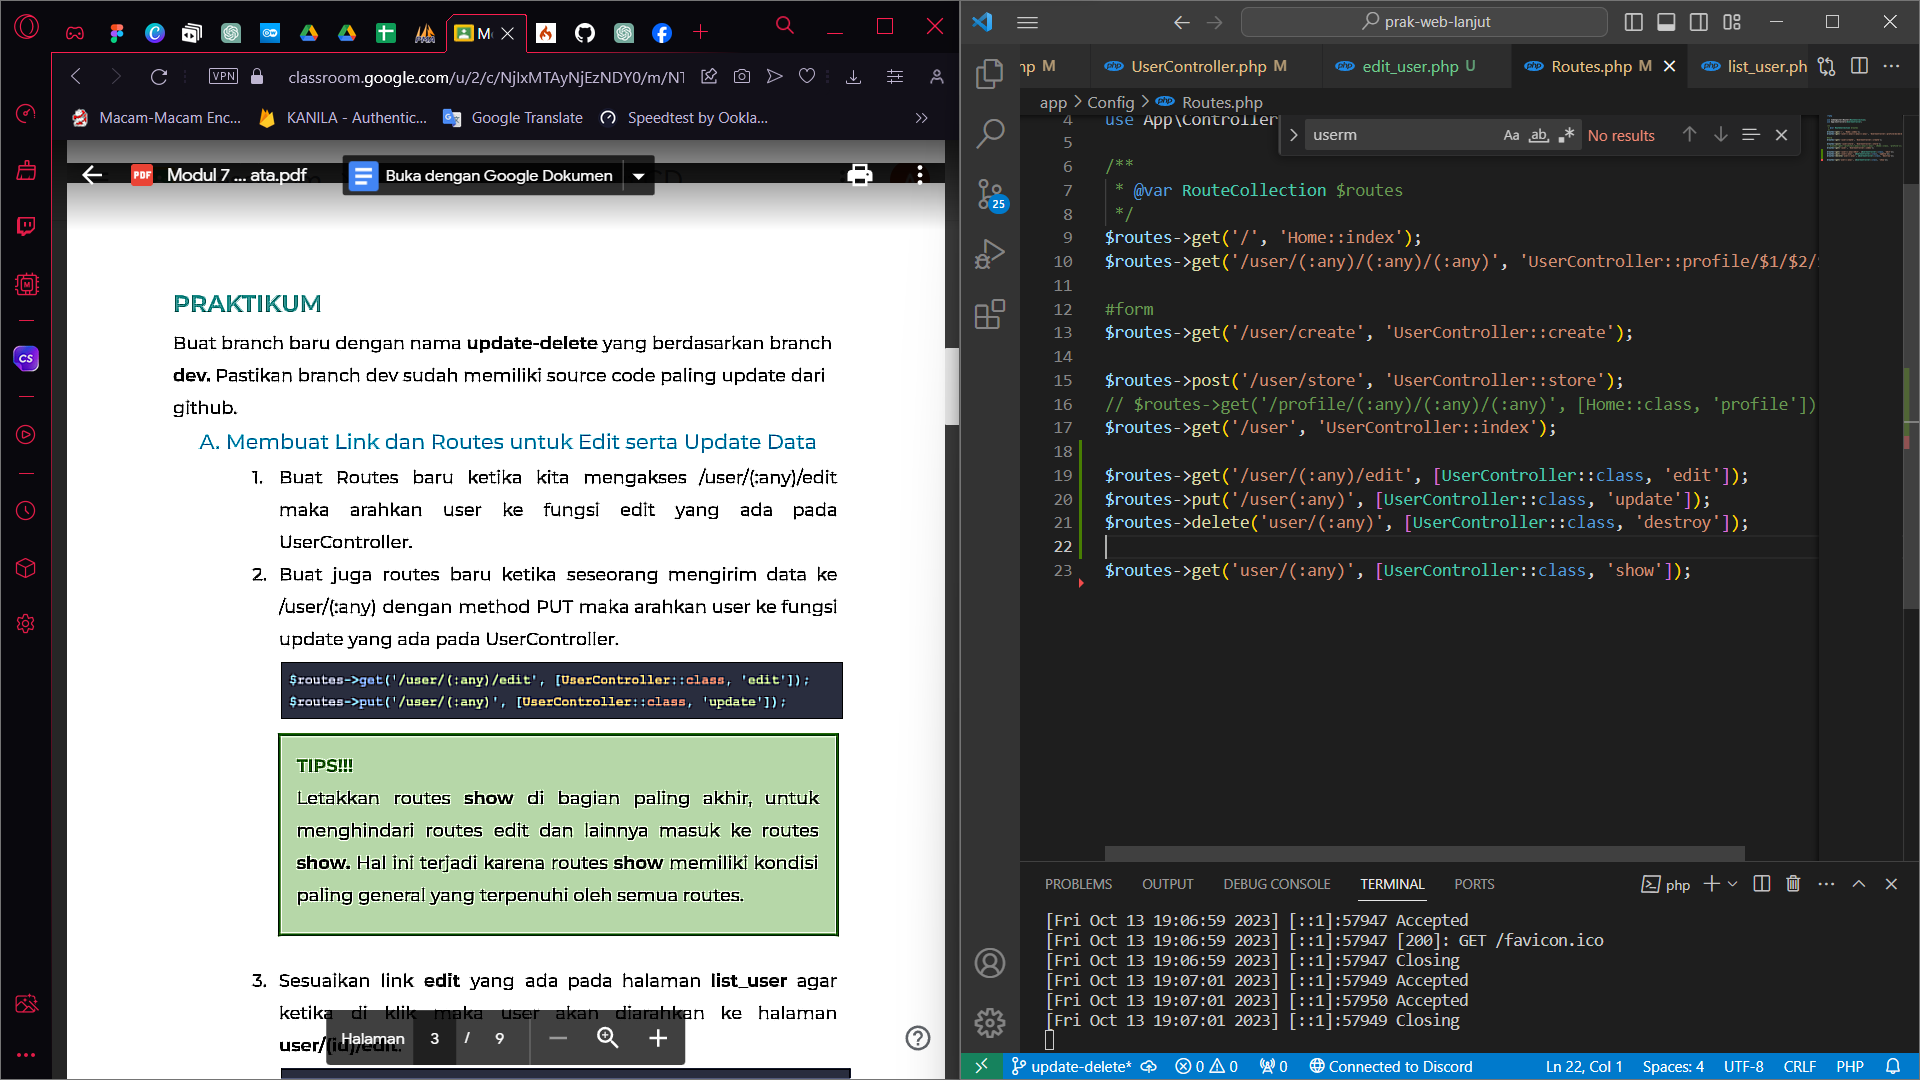 VPN
classroom.google.com/u/2/c/NjIxMTAyNjEzNDY0/m/NT
Macam-Macam Enc...
KANILA - Authentic...
Google Translate
Speedtest by Ookla...
PDF
Modul 7 ... ata.pdf
Buka dengan Google Dokumen
PRAKTIKUM
Buat branch baru dengan nama update-delete yang berdasarkan branch
dev. Pastikan branch dev sudah memiliki source code paling update dari
github.
A. Membuat Link dan Routes untuk Edit serta Update Data
1. Buat Routes baru ketika kita mengakses /user/(:any)/edit
maka arahkan user ke fungsi edit yang ada pada
UserController.
2. Buat juga routes baru ketika seseorang mengirim data ke
/user/(:any) dengan method PUT maka arahkan user ke fungsi
update yang ada pada UserController.
$routes->get('/user/(:any)/edit', [UserController::class, 'edit']);
$routes->put('/user/(:any)', [UserController::class, 'update']);
TIPS!!!
Letakkan routes show di bagian paling akhir, untuk
menghindari routes edit dan lainnya masuk ke routes
show. Hal ini terjadi karena routes show memiliki kondisi
paling general yang terpenuhi oleh semua routes.
3. Sesuaikan link edit yang ada pada halaman list_user agar
ketika di klik maka user akan diarahkan ke halaman
user/(id)/edit.
Halaman 3 / 9
prak-web-lanjut
UserController.php M
edit_user.php U
Routes.php M
list_user.ph
app > Config > Routes.php
userm
Aa ab
No results
25
4 use App\Controller
5
6 /**
7 * @var RouteCollection $routes
8 */
9 $routes->get('/', 'Home::index');
10 $routes->get('/user/(:any)/(:any)/(:any)', 'UserController::profile/$1/$2/
11
12 #form
13 $routes->get('/user/create', 'UserController::create');
14
15 $routes->post('/user/store', 'UserController::store');
16 // $routes->get('/profile/(:any)/(:any)/(:any)', [Home::class, 'profile'])
17 $routes->get('/user', 'UserController::index');
18
19 $routes->get('/user/(:any)/edit', [UserController::class, 'edit']);
20 $routes->put('/user(:any)', [UserController::class, 'update']);
21 $routes->delete('user/(:any)', [UserController::class, 'destroy']);
22
23 $routes->get('user/(:any)', [UserController::class, 'show']);
PROBLEMS OUTPUT DEBUG CONSOLE TERMINAL PORTS
php
[Fri Oct 13 19:06:59 2023] [::1]:57947 Accepted
[Fri Oct 13 19:06:59 2023] [::1]:57947 [200]: GET /favicon.ico
[Fri Oct 13 19:06:59 2023] [::1]:57947 Closing
[Fri Oct 13 19:07:01 2023] [::1]:57949 Accepted
[Fri Oct 13 19:07:01 2023] [::1]:57950 Accepted
[Fri Oct 13 19:07:01 2023] [::1]:57949 Closing
update-delete* 0 0 0 Connected to Discord Ln 22, Col 1 Spaces: 4 UTF-8 CRLF PHP